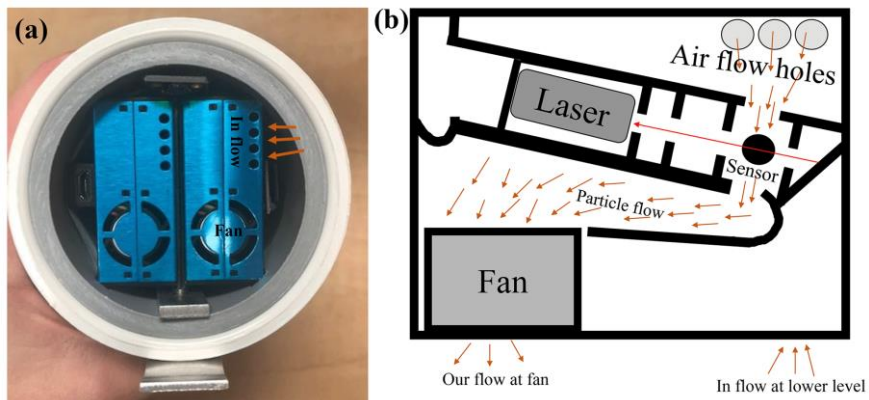 (a)
In flow
Fan
(b)
Air flow holes
Laser
Sensor
Particle flow
Fan
Our flow at fan
In flow at lower level